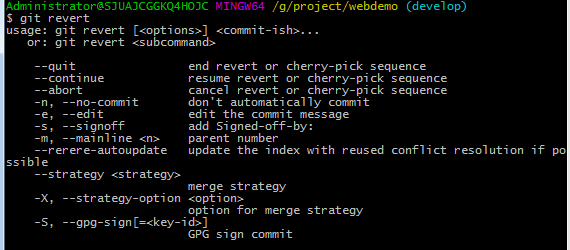 Administrator@SJUAJCGGKQ4HOJC MINGW64 /g/project/webdemo (develop)
$ git revert
usage: git revert [<options>] <commit-ish>...
   or: git revert <subcommand>

    --quit                end revert or cherry-pick sequence
    --continue            resume revert or cherry-pick sequence
    --abort               cancel revert or cherry-pick sequence
    -n, --no-commit       don't automatically commit
    -e, --edit            edit the commit message
    -s, --signoff         add Signed-off-by:
    -m, --mainline <n>    parent number
    --rerere-autoupdate   update the index with reused conflict resolution if po
ssible
    --strategy <strategy>
                          merge strategy
    -X, --strategy-option <option>
                          option for merge strategy
    -S, --gpg-sign[=<key-id>]
                          GPG sign commit